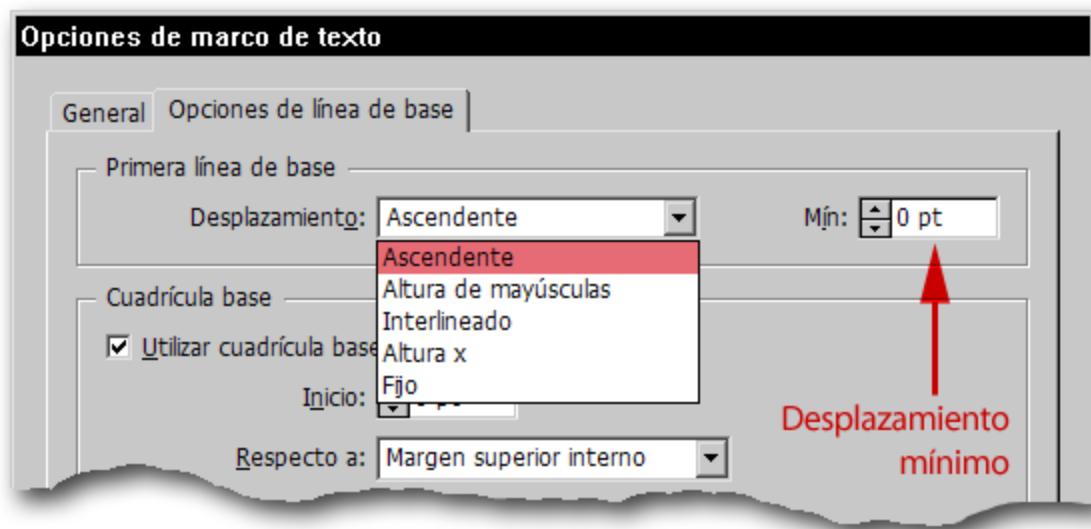 Opciones de marco de texto
General Opciones de línea de base
Primera línea de base
Desplazamiento: Ascendente Mín: 0 pt
Ascendente
Altura de mayúsculas
Interlineado
Altura x
Fijo
Cuadrícula base
Utilizar cuadrícula base
Inicio:
Respecto a: Margen superior interno
Desplazamiento
mínimo